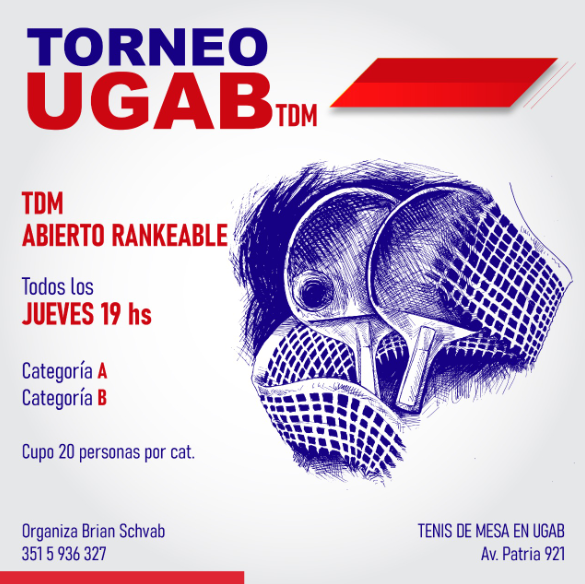 TORNEO
UGAB TDM
TDM
ABIERTO RANKEABLE
Todos los
JUEVES 19 hs
Categoría A
Categoría B
Cupo 20 personas por cat.
Organiza Brian Schvab
351 5 936 327
TENIS DE MESA EN UGAB
Av. Patria 921